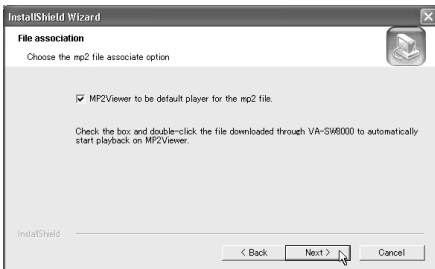 InstallShield Wizard
File association
Choose the mp2 file associate option
MP2Viewer to be default player for the mp2 file.
Check the box and double-click the file downloaded through VA-SW8000 to automatically
start playback on MP2Viewer.
InstallShield
< Back Next > Cancel